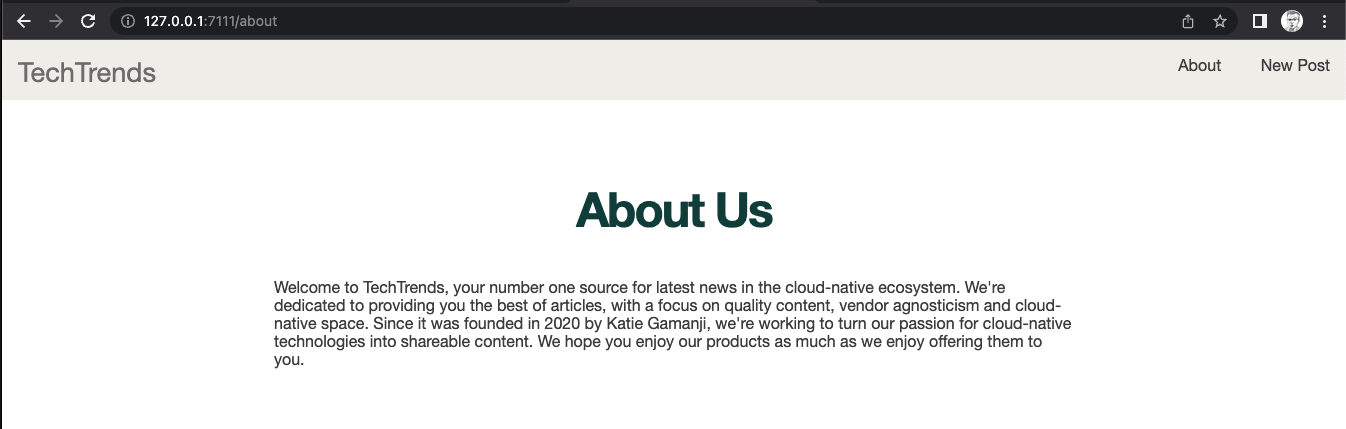 127.0.0.1:7111/about
TechTrends
About New Post
About Us
Welcome to TechTrends, your number one source for latest news in the cloud-native ecosystem. We're
dedicated to providing you the best of articles, with a focus on quality content, vendor agnosticism and cloud-
native space. Since it was founded in 2020 by Katie Gamanji, we're working to turn our passion for cloud-native
technologies into shareable content. We hope you enjoy our products as much as we enjoy offering them to
you.